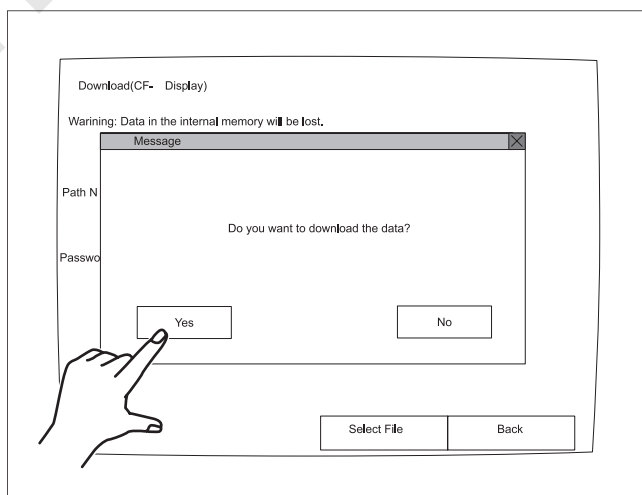 Download(CF- Display)
Warining: Data in the internal memory will be lost.
Message
Path N
Do you want to download the data?
Passwo
Yes
No
Select File
Back